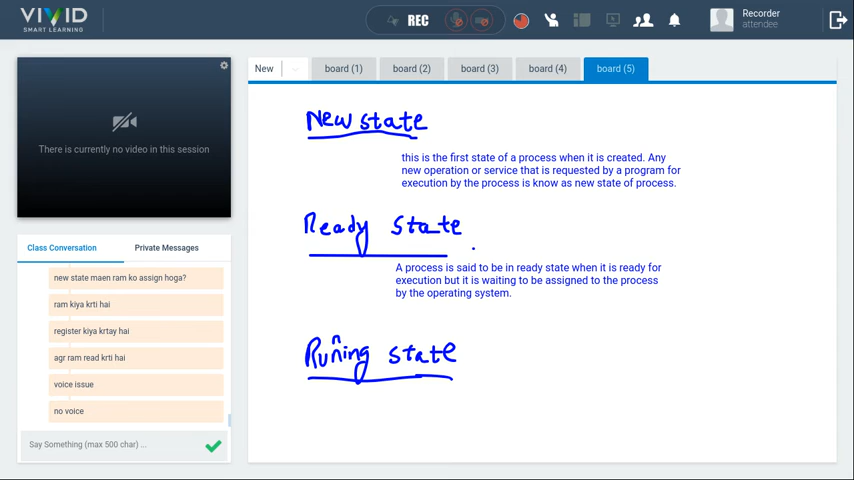 VIVID
SMART LEARNING
REC
Recorder
attendee
There is currently no video in this session
New
board (1)
board (2)
board (3)
board (4)
board (5)
New state
this is the first state of a process when it is created. Any
new operation or service that is requested by a program for
execution by the process is know as new state of process.
Ready state
A process is said to be in ready state when it is ready for
execution but it is waiting to be assigned to the process
by the operating system.
Runing state
n
Class Conversation
Private Messages
new state maen ram ko assign hoga?
ram kiya krti hai
register kiya krtay hai
agr ram read krti hai
voice issue
no voice
Say Something (max 500 char) ...